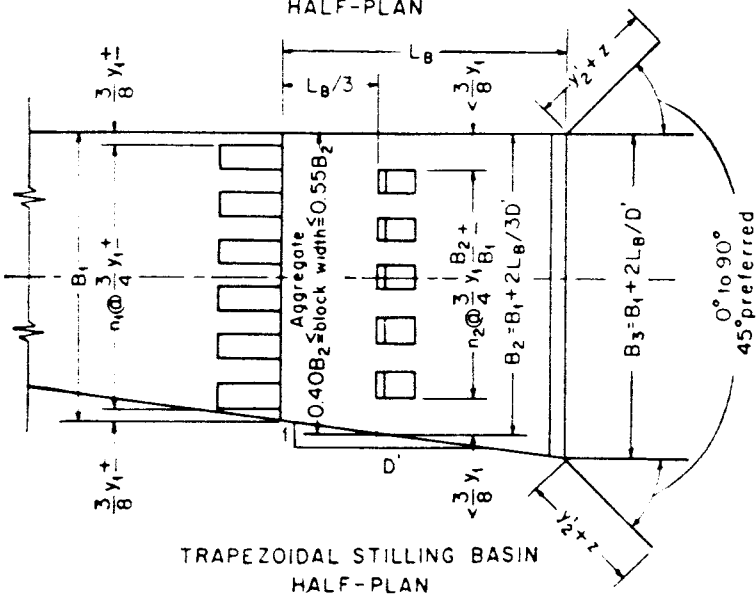 HALF-PLAN
L_B
L_B/3
3/8 y₁±
< 3/8 y₁
y₂'+z
B₁
n₁@ 3/4 y₁±
Aggregate
0.40B₂≤block width≤0.55B₂
n₂@ 3/4 y₁ B₂/B₁ ±
B₂=B₁+2L_B/3D'
B₃=B₁+2L_B/D'
0° to 90°
45° preferred
1
D'
3/8 y₁±
< 3/8 y₁
y₂'+z
TRAPEZOIDAL STILLING BASIN
HALF-PLAN